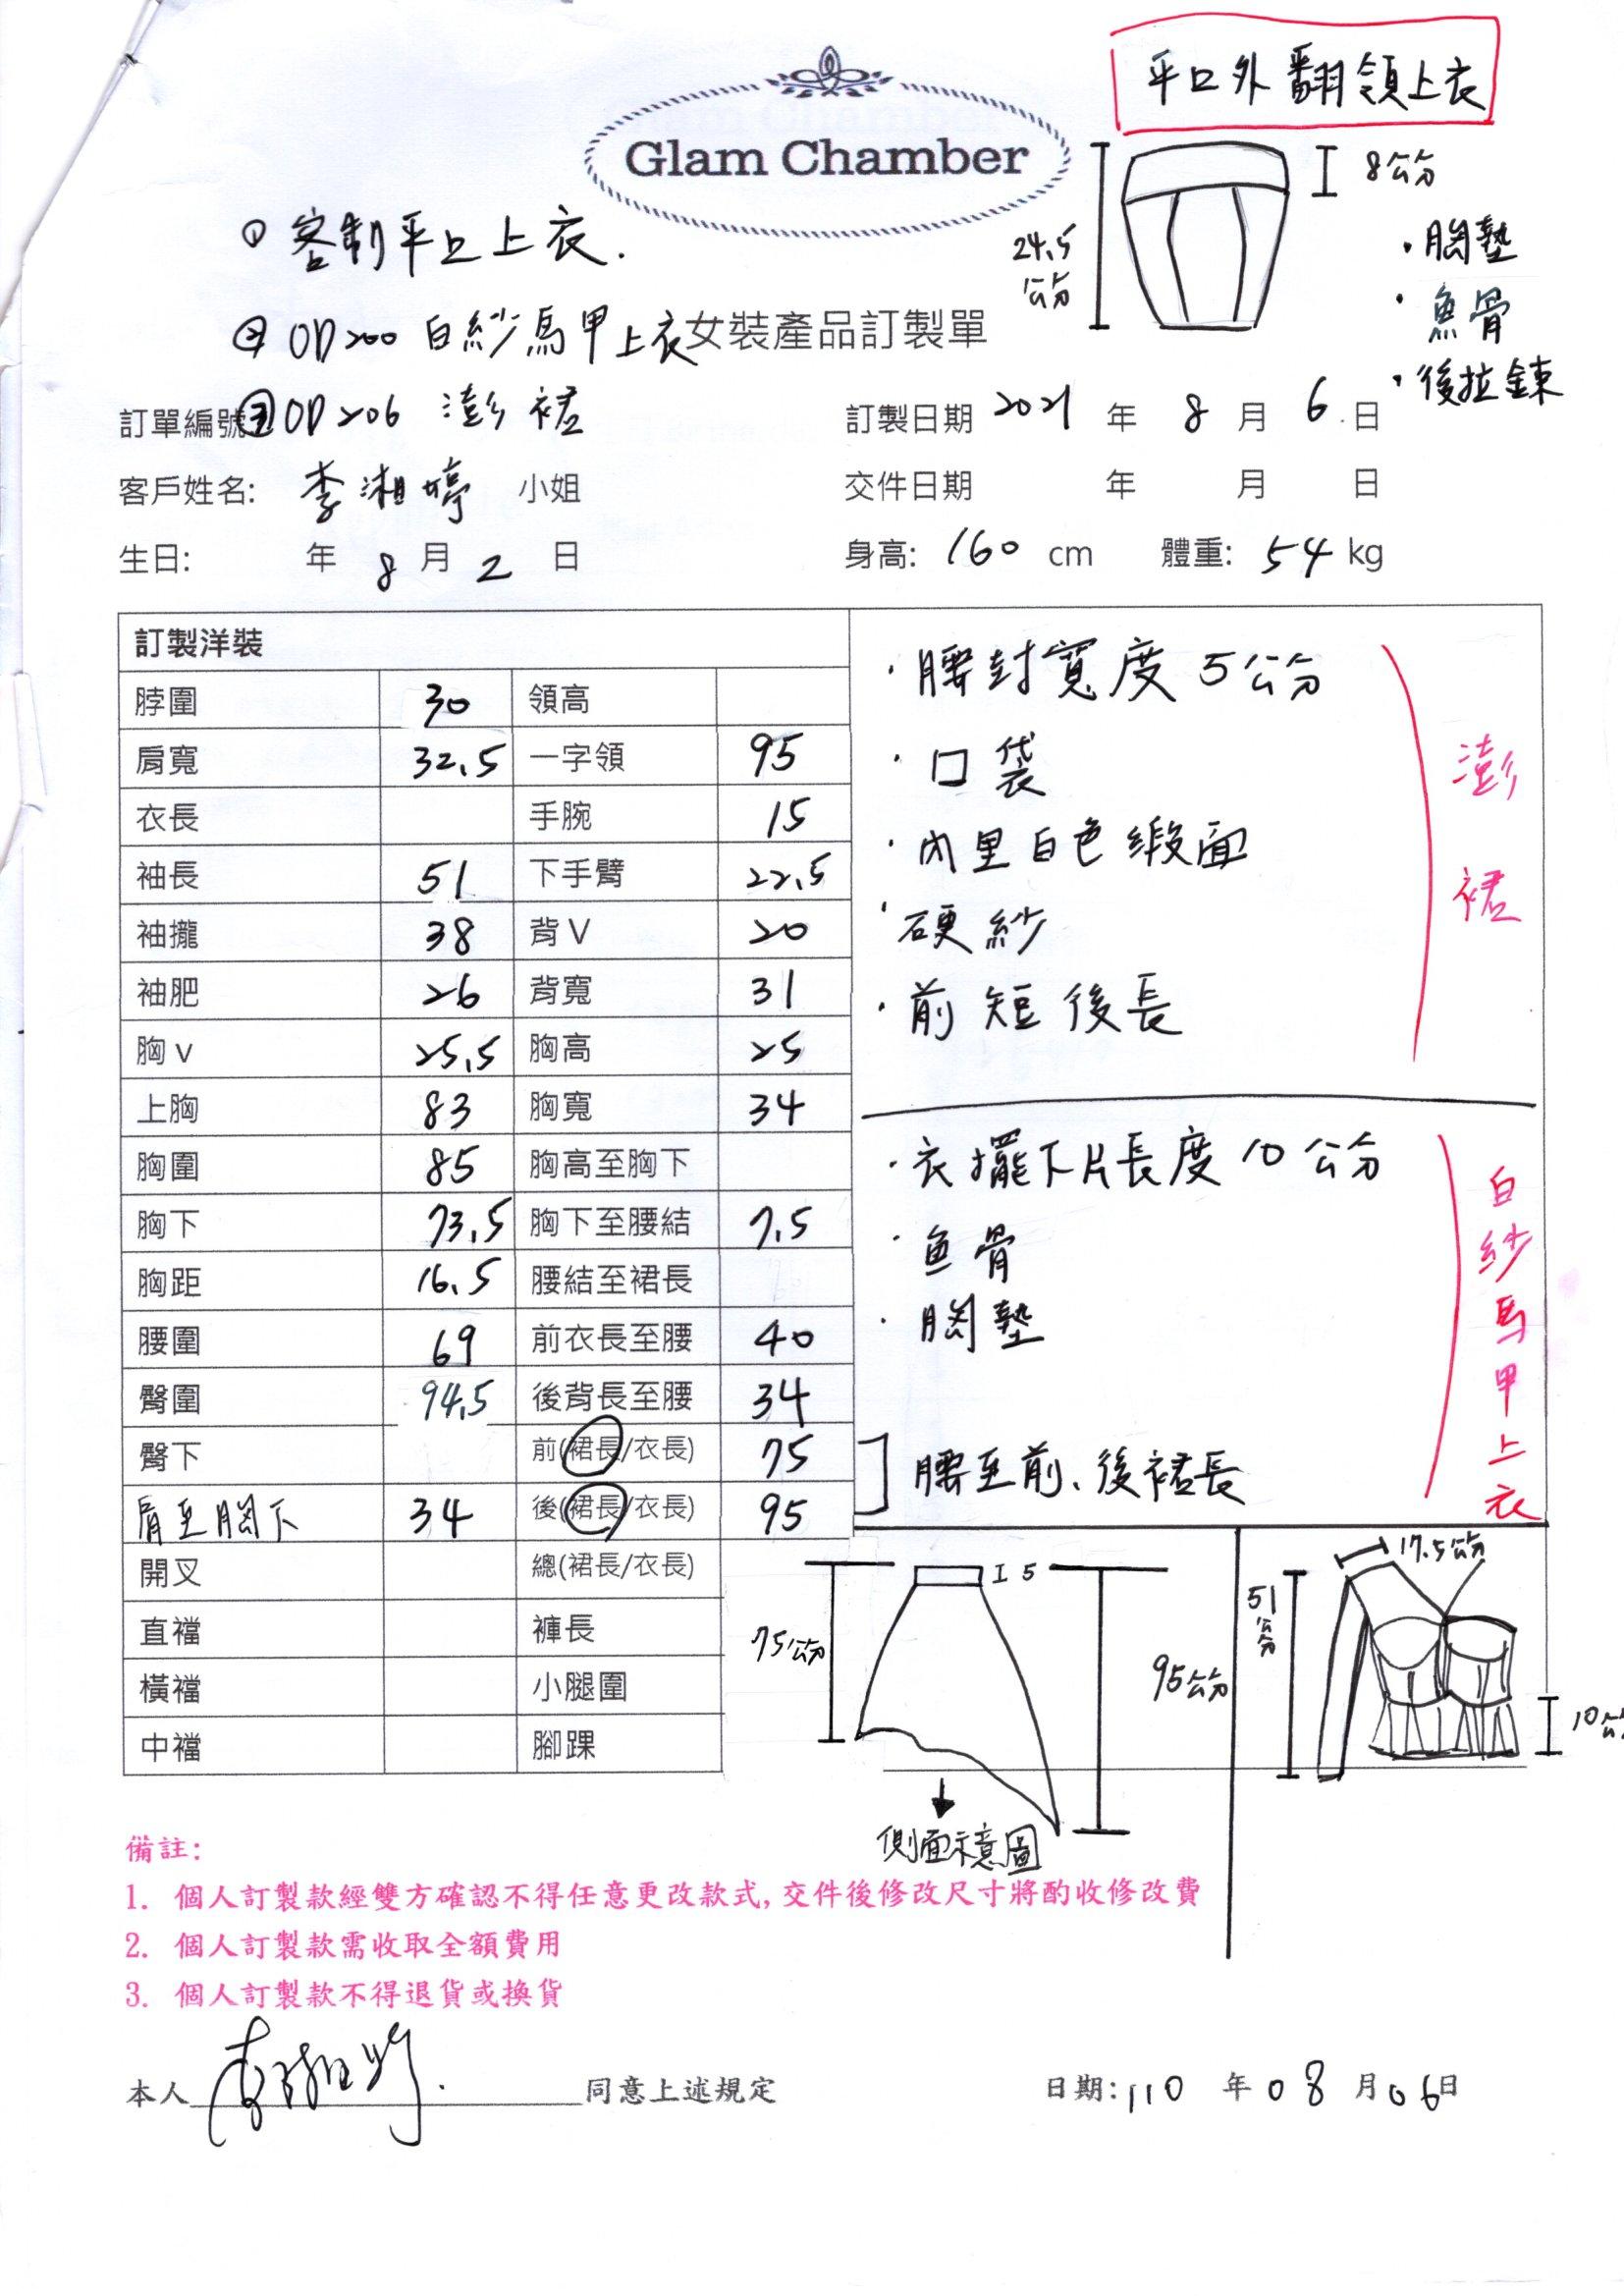 平口外翻領上衣
Glam Chamber
8公分
24.5
公分
① 客制平口上衣.
・胸墊
・魚骨
・後拉鍊
② OD200 白紗馬甲上衣
女裝產品訂製單
訂單編號 ③ OD206 澎裙
訂製日期 2021 年 8 月 6 日
客戶姓名: 李湘婷 小姐
交件日期 年 月 日
生日: 年 8 月 2 日
身高: 160 cm 體重: 54 kg
訂製洋裝
脖圍 30 領高
肩寬 32.5 一字領 95
衣長 手腕 15
袖長 51 下手臂 22.5
袖攏 38 背V 20
袖肥 26 背寬 31
胸v 25.5 胸高 25
上胸 83 胸寬 34
胸圍 85 胸高至胸下
胸下 73.5 胸下至腰結 7.5
胸距 16.5 腰結至裙長
腰圍 69 前衣長至腰 40
臀圍 94.5 後背長至腰 34
臀下 前(裙長/衣長) 75
肩至胸下 34 後(裙長/衣長) 95
開叉 總(裙長/衣長)
直襠 褲長
橫襠 小腿圍
中襠 腳踝
・腰封寬度 5公分
・口袋
・內里白色緞面
・硬紗
・前短後長
澎裙
・衣擺下片長度 10 公分
・魚骨
・胸墊
白紗馬甲上衣
腰至前、後裙長
5
75公分
95公分
側面示意圖
17.5公分
51
公分
10公分
備註:
1. 個人訂製款經雙方確認不得任意更改款式, 交件後修改尺寸將酌收修改費
2. 個人訂製款需收取全額費用
3. 個人訂製款不得退貨或換貨
本人 李湘婷. 同意上述規定
日期: 110 年 08 月 06 日